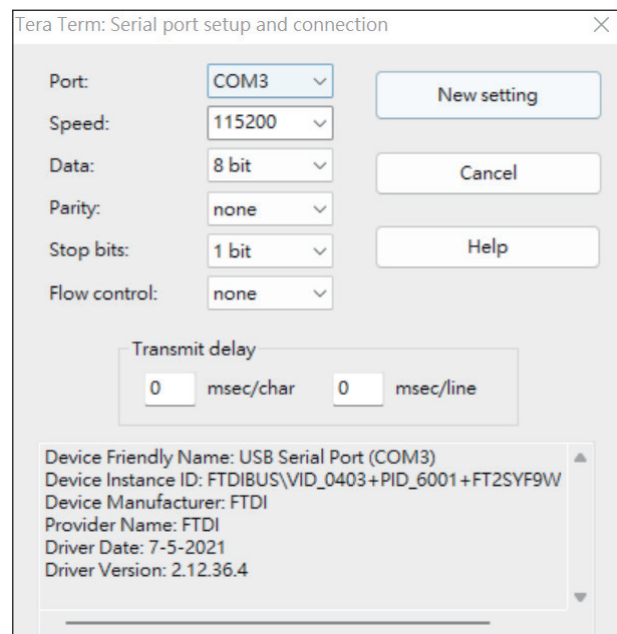 Tera Term: Serial port setup and connection
Port: COM3 New setting
Speed: 115200
Data: 8 bit Cancel
Parity: none
Stop bits: 1 bit Help
Flow control: none
Transmit delay
0 msec/char 0 msec/line
Device Friendly Name: USB Serial Port (COM3)
Device Instance ID: FTDIBUS\VID_0403+PID_6001+FT2SYF9W
Device Manufacturer: FTDI
Provider Name: FTDI
Driver Date: 7-5-2021
Driver Version: 2.12.36.4